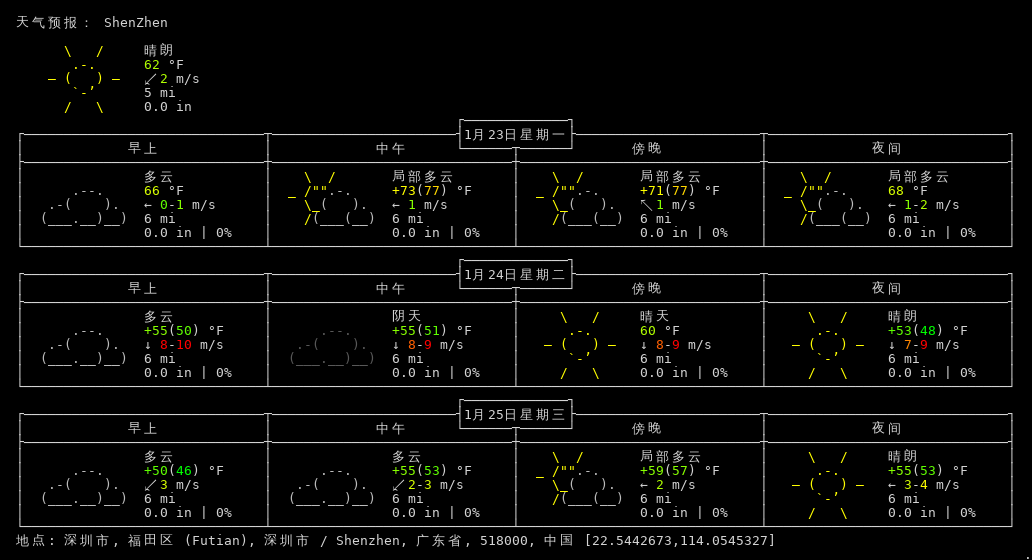 天气预报： ShenZhen
晴朗
62 °F
↙ 2 m/s
5 mi
0.0 in
1月23日星期一
早上 中午 傍晚 夜间
多云 局部多云 局部多云 局部多云
66 °F +73(77) °F +71(77) °F 68 °F
← 0-1 m/s ← 1 m/s ↖ 1 m/s ← 1-2 m/s
6 mi 6 mi 6 mi 6 mi
0.0 in | 0% 0.0 in | 0% 0.0 in | 0% 0.0 in | 0%
1月24日星期二
早上 中午 傍晚 夜间
多云 阴天 晴天 晴朗
+55(50) °F +55(51) °F 60 °F +53(48) °F
↓ 8-10 m/s ↓ 8-9 m/s ↓ 8-9 m/s ↓ 7-9 m/s
6 mi 6 mi 6 mi 6 mi
0.0 in | 0% 0.0 in | 0% 0.0 in | 0% 0.0 in | 0%
1月25日星期三
早上 中午 傍晚 夜间
多云 多云 局部多云 晴朗
+50(46) °F +55(53) °F +59(57) °F +55(53) °F
↙ 3 m/s ↙ 2-3 m/s ← 2 m/s ← 3-4 m/s
6 mi 6 mi 6 mi 6 mi
0.0 in | 0% 0.0 in | 0% 0.0 in | 0% 0.0 in | 0%
地点: 深圳市, 福田区 (Futian), 深圳市 / Shenzhen, 广东省, 518000, 中国 [22.5442673,114.0545327]